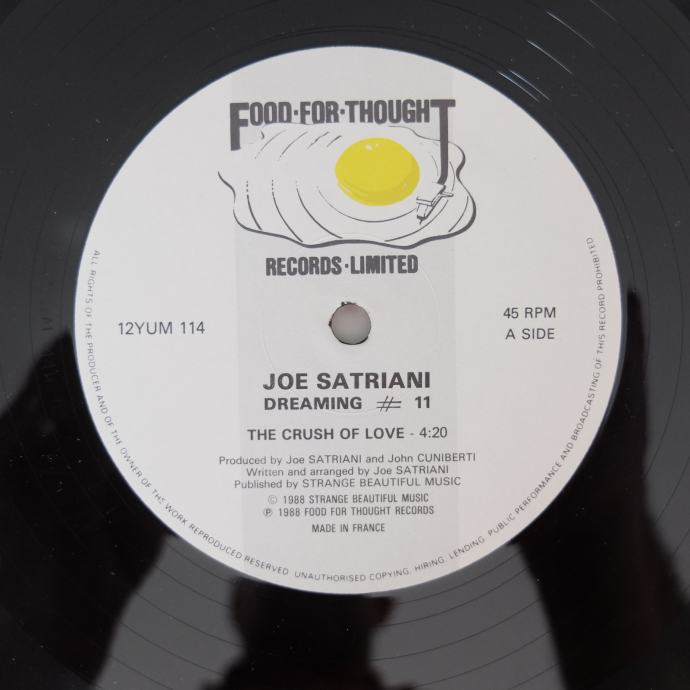 FOOD·FOR·THOUGHT
RECORDS·LIMITED
12YUM 114
45 RPM
A SIDE
JOE SATRIANI
DREAMING # 11
THE CRUSH OF LOVE - 4:20
Produced by Joe SATRIANI and John CUNIBERTI
Written and arranged by Joe SATRIANI
Published by STRANGE BEAUTIFUL MUSIC
© 1988 STRANGE BEAUTIFUL MUSIC
℗ 1988 FOOD FOR THOUGHT RECORDS
MADE IN FRANCE
ALL RIGHTS OF THE PRODUCER AND OF THE OWNER OF THE WORK REPRODUCED RESERVED. UNAUTHORISED COPYING, HIRING, LENDING, PUBLIC PERFORMANCE AND BROADCASTING OF THIS RECORD PROHIBITED